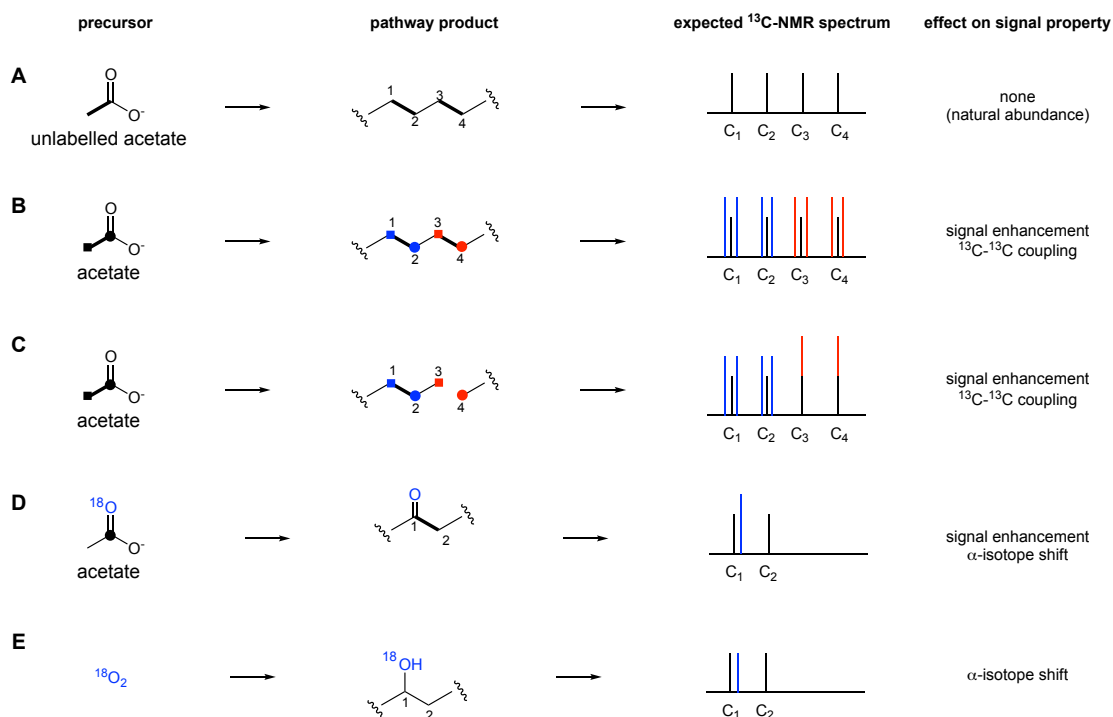 precursor pathway product expected ¹³C-NMR spectrum effect on signal property
A
O
O⁻
unlabelled acetate
1 2 3 4
C₁ C₂ C₃ C₄
none
(natural abundance)
B
O
O⁻
acetate
1 2 3 4
C₁ C₂ C₃ C₄
signal enhancement
¹³C-¹³C coupling
C
O
O⁻
acetate
1 2 3 4
C₁ C₂ C₃ C₄
signal enhancement
¹³C-¹³C coupling
D
¹⁸O
O⁻
acetate
O
1 2
C₁ C₂
signal enhancement
α-isotope shift
E
¹⁸O₂
¹⁸OH
1 2
C₁ C₂
α-isotope shift